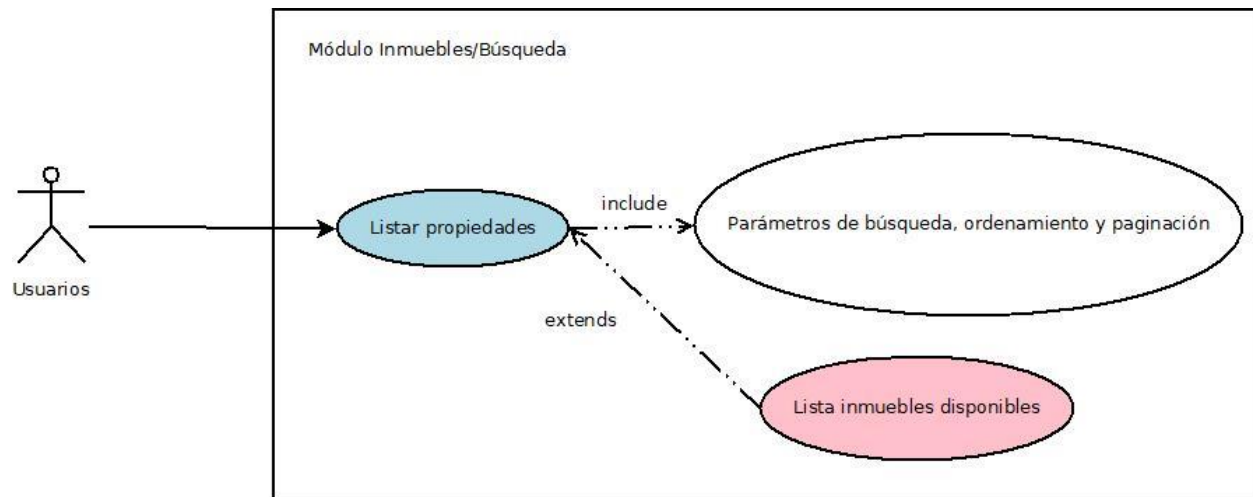 Módulo Inmuebles/Búsqueda
Usuarios
Listar propiedades
include
Parámetros de búsqueda, ordenamiento y paginación
extends
Lista inmuebles disponibles